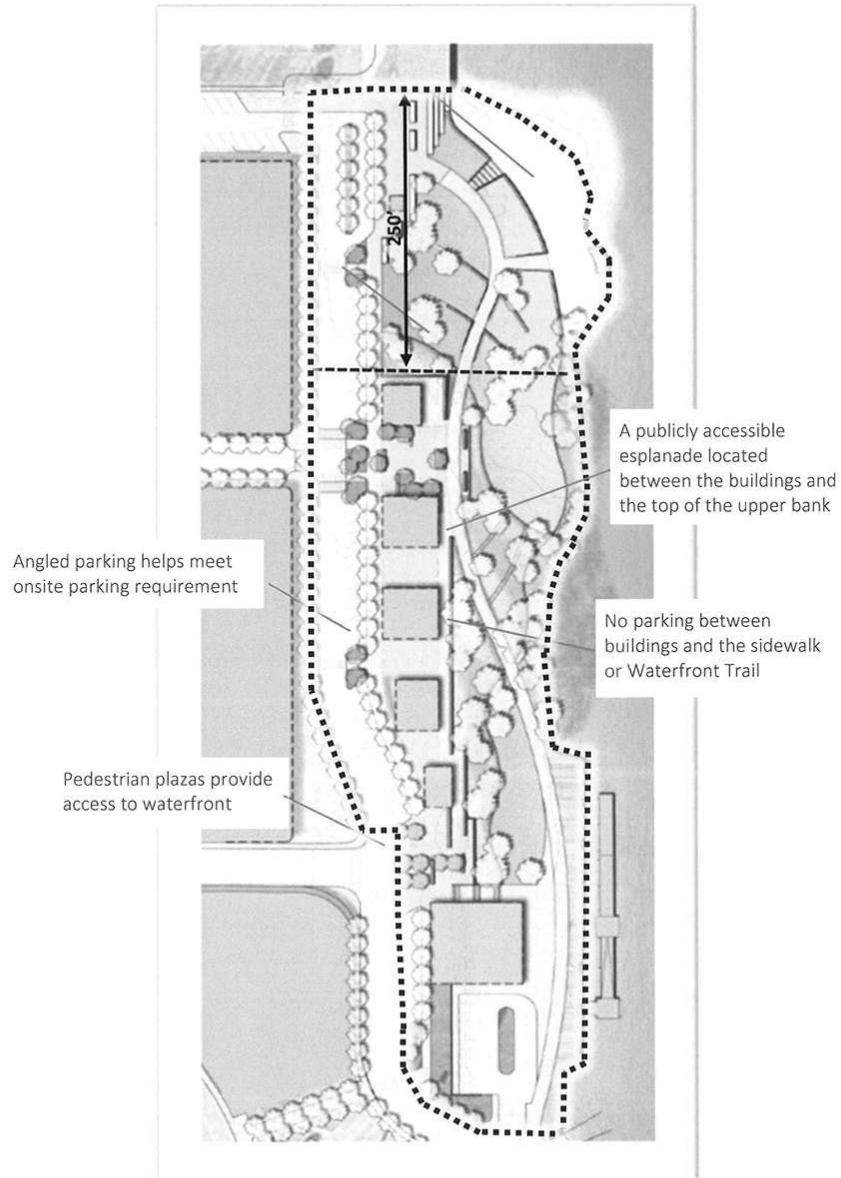 250'
A publicly accessible
esplanade located
between the buildings and
the top of the upper bank
Angled parking helps meet
onsite parking requirement
No parking between
buildings and the sidewalk
or Waterfront Trail
Pedestrian plazas provide
access to waterfront